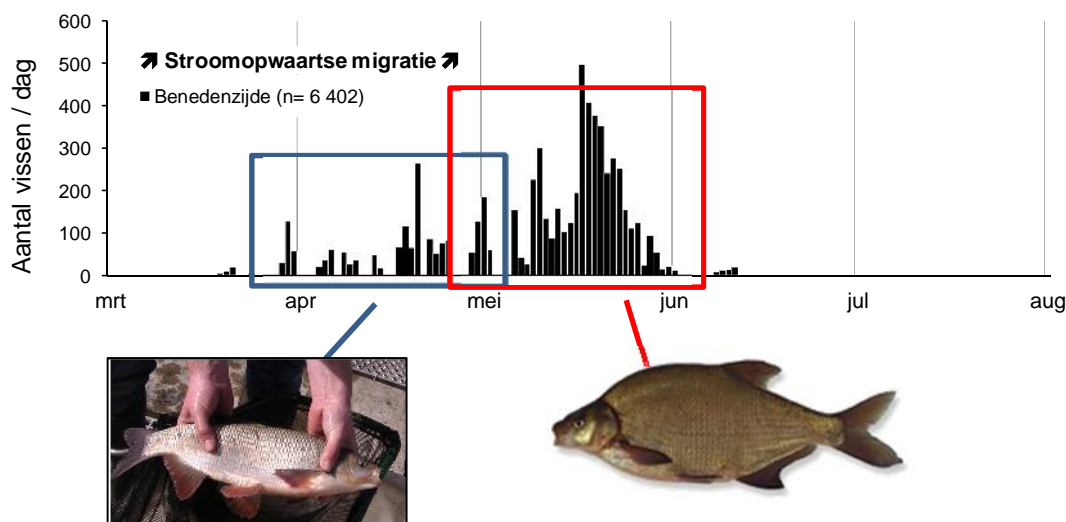 600
500
400
300
200
100
0
Aantal vissen / dag
↗ Stroomopwaartse migratie ↗
■ Benedenzijde (n= 6 402)
mrt apr mei jun jul aug